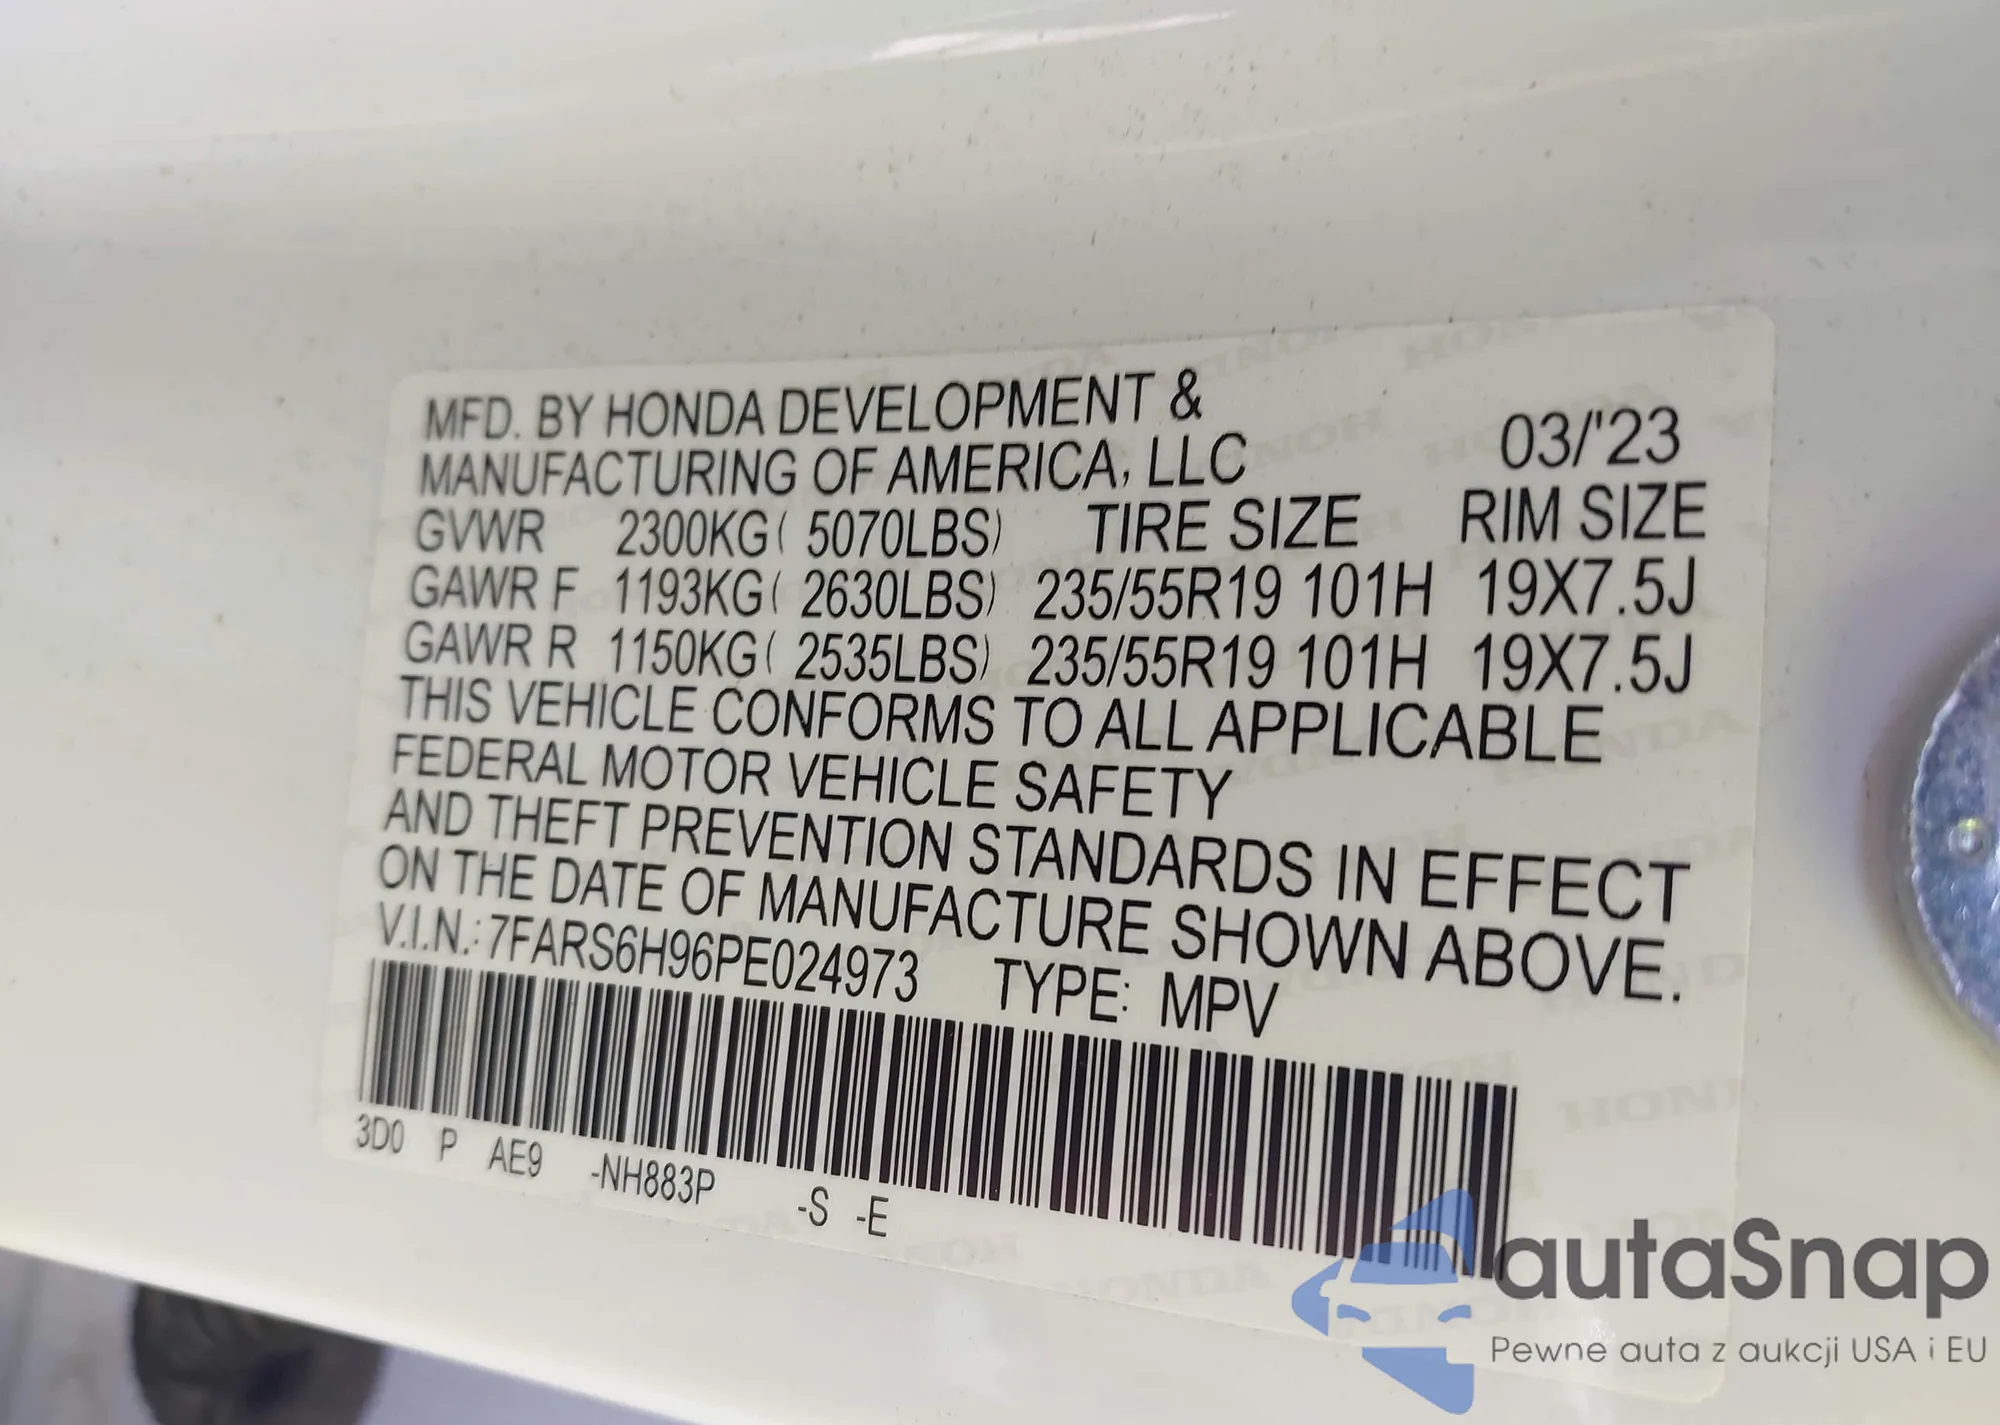 MFD. BY HONDA DEVELOPMENT &
MANUFACTURING OF AMERICA, LLC 03/'23
GVWR 2300KG( 5070LBS) TIRE SIZE RIM SIZE
GAWR F 1193KG( 2630LBS) 235/55R19 101H 19X7.5J
GAWR R 1150KG( 2535LBS) 235/55R19 101H 19X7.5J
THIS VEHICLE CONFORMS TO ALL APPLICABLE
FEDERAL MOTOR VEHICLE SAFETY
AND THEFT PREVENTION STANDARDS IN EFFECT
ON THE DATE OF MANUFACTURE SHOWN ABOVE.
V.I.N.: 7FARS6H96PE024973 TYPE: MPV
3D0 P AE9 -NH883P -S -E
autaSnap
Pewne auta z aukcji USA i EU